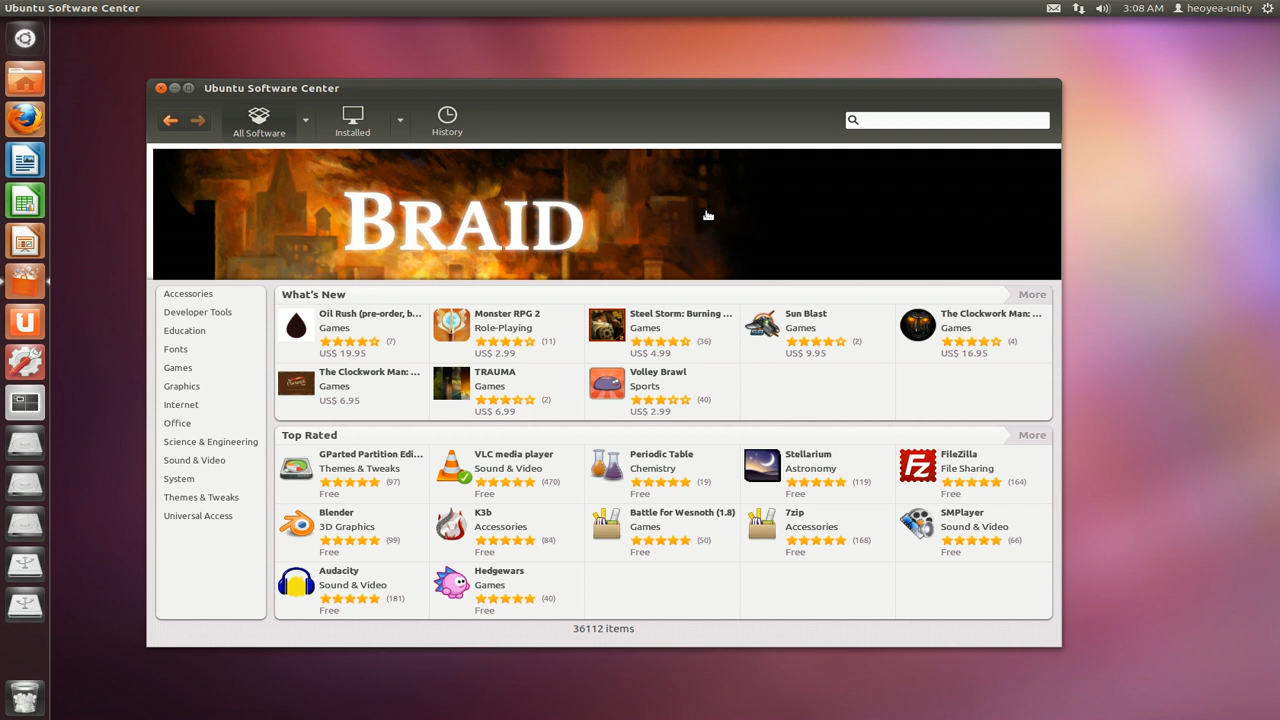 Ubuntu Software Center
3:08 AM
heoyea-unity
Ubuntu Software Center
All Software
Installed
History
BRAID
Accessories
Developer Tools
Education
Fonts
Games
Graphics
Internet
Office
Science & Engineering
Sound & Video
System
Themes & Tweaks
Universal Access
What's New
More
Oil Rush (pre-order, b...
Games
(7)
US$ 19.95
Monster RPG 2
Role-Playing
(11)
US$ 2.99
Steel Storm: Burning ...
Games
(36)
US$ 4.99
Sun Blast
Games
(2)
US$ 9.95
The Clockwork Man: ...
Games
(4)
US$ 16.95
The Clockwork Man: ...
Games
US$ 6.95
TRAUMA
Games
(2)
US$ 6.99
Volley Brawl
Sports
(40)
US$ 2.99
Top Rated
More
GParted Partition Edi...
Themes & Tweaks
(97)
Free
VLC media player
Sound & Video
(470)
Free
Periodic Table
Chemistry
(19)
Free
Stellarium
Astronomy
(119)
Free
FileZilla
File Sharing
(164)
Free
Blender
3D Graphics
(99)
Free
K3b
Accessories
(84)
Free
Battle for Wesnoth (1.8)
Games
(50)
Free
7zip
Accessories
(168)
Free
SMPlayer
Sound & Video
(66)
Free
Audacity
Sound & Video
(181)
Free
Hedgewars
Games
(40)
Free
36112 items